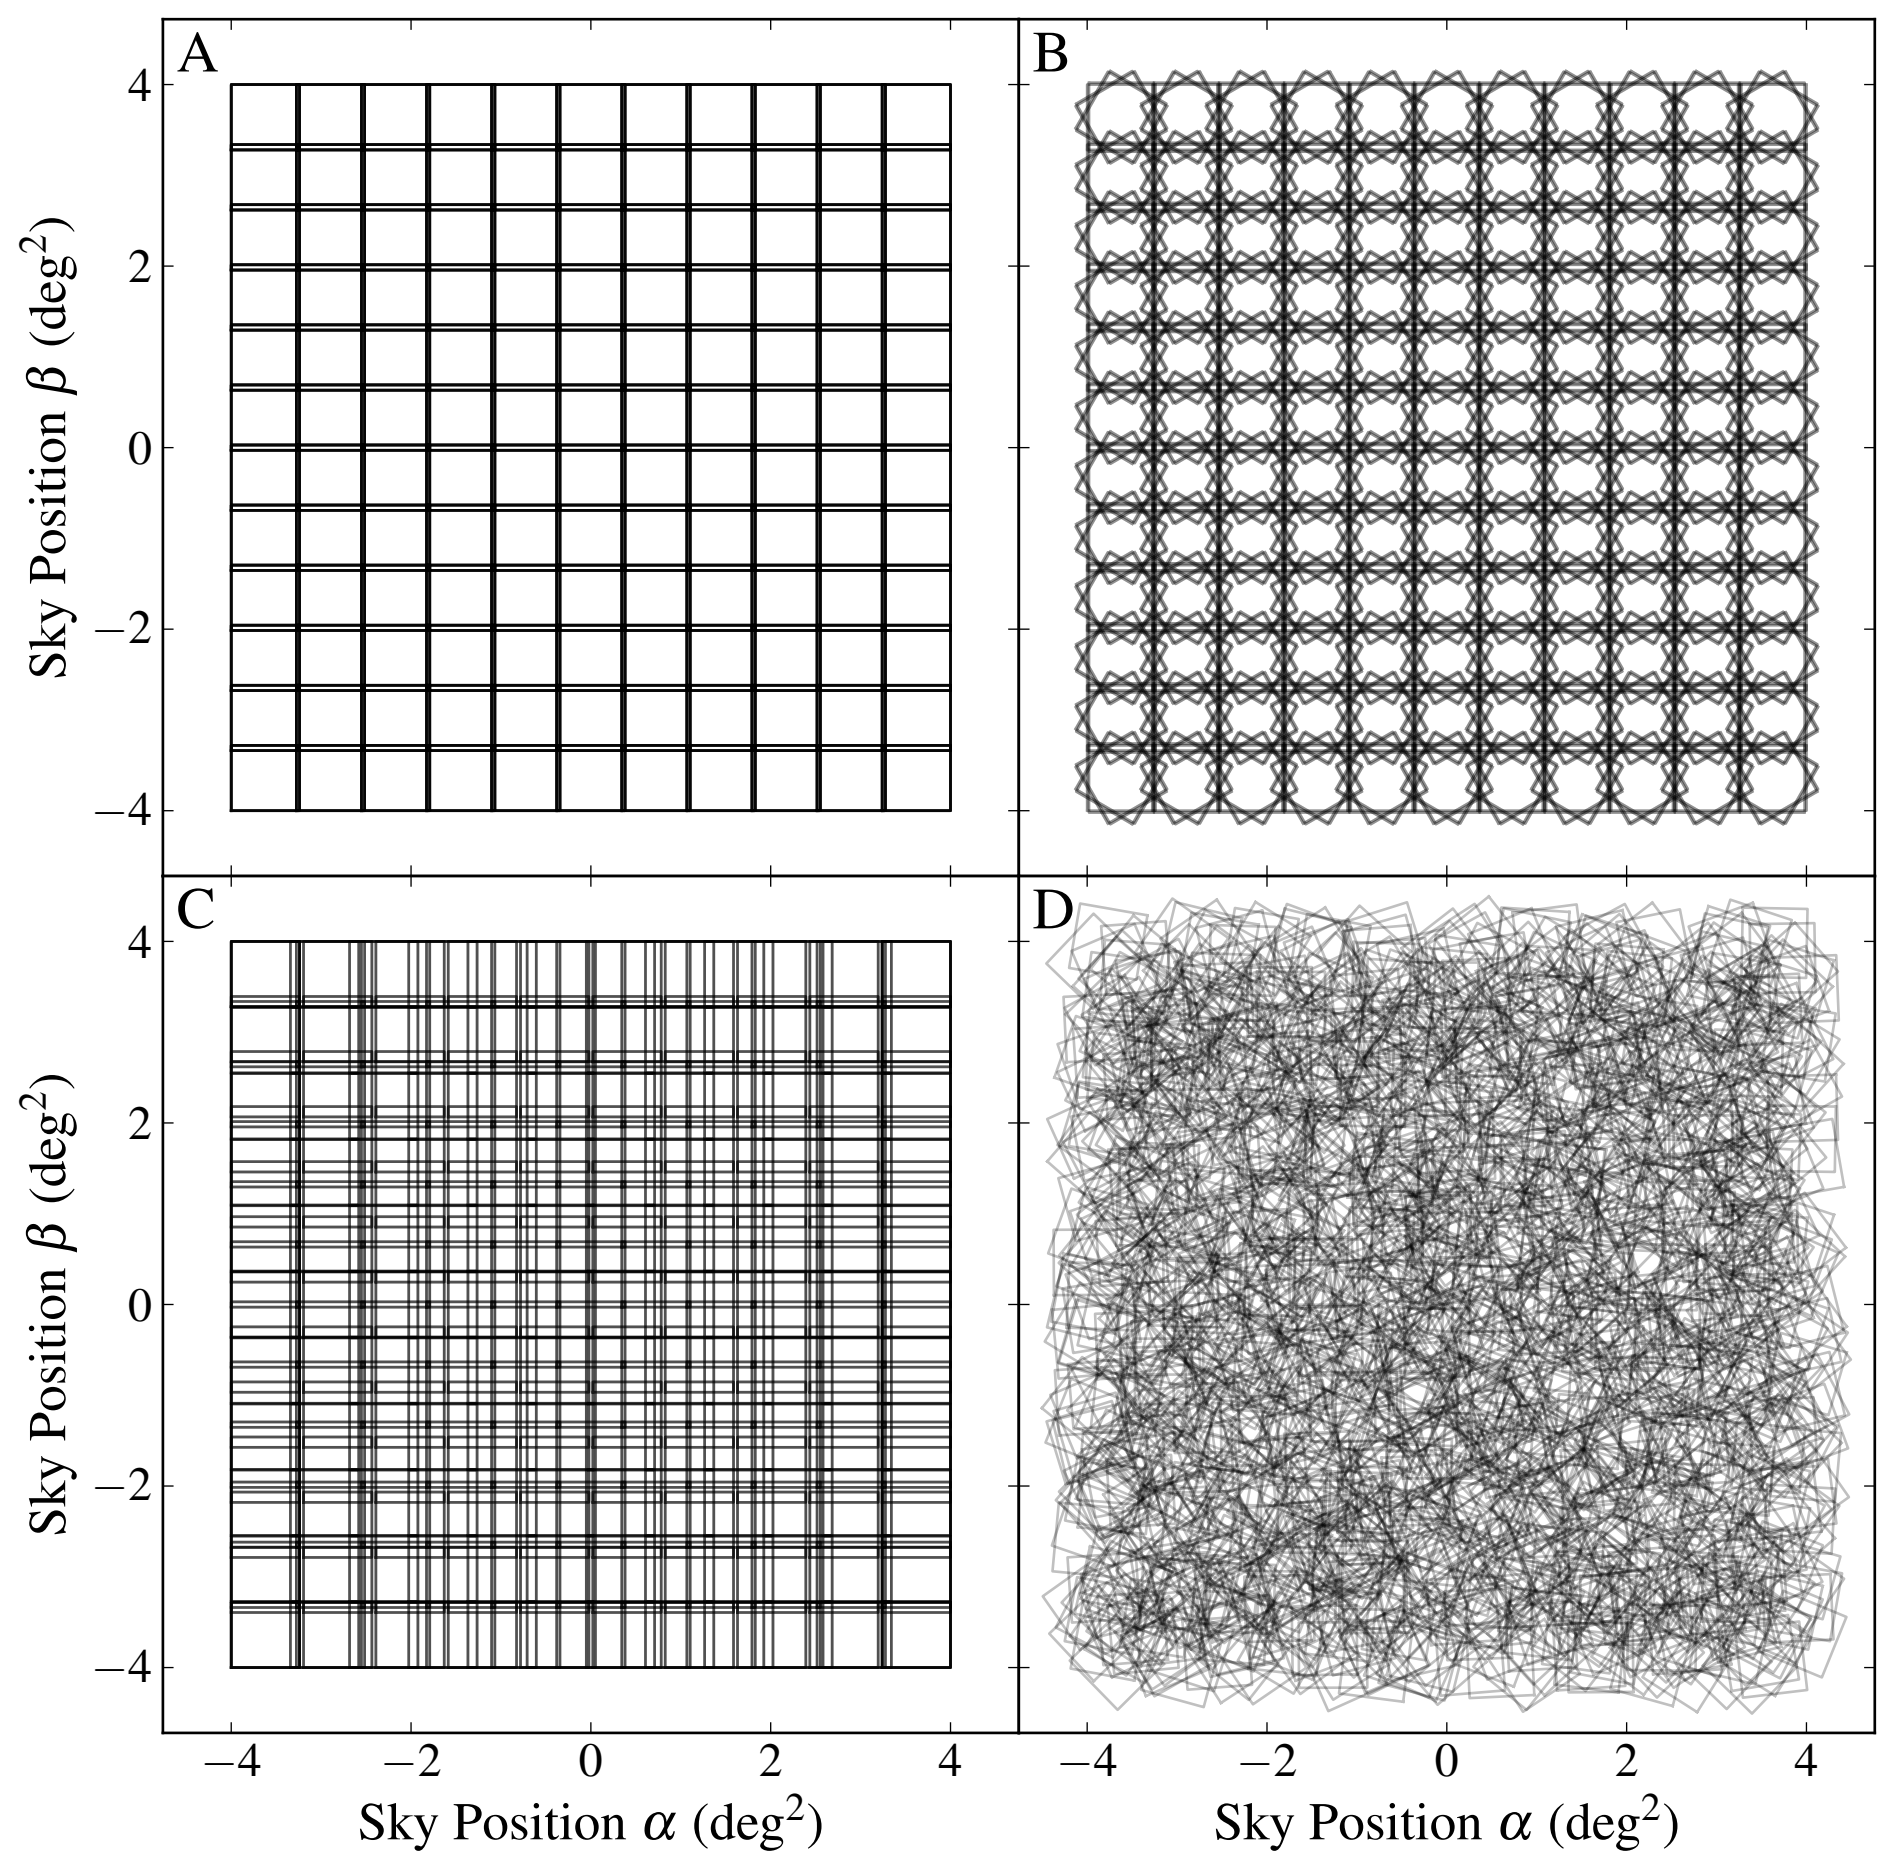 A
B
4
2
0
−2
−4
Sky Position β (deg²)
C
D
4
2
0
−2
−4
Sky Position β (deg²)
−4 −2 0 2 4
−4 −2 0 2 4
Sky Position α (deg²)
Sky Position α (deg²)